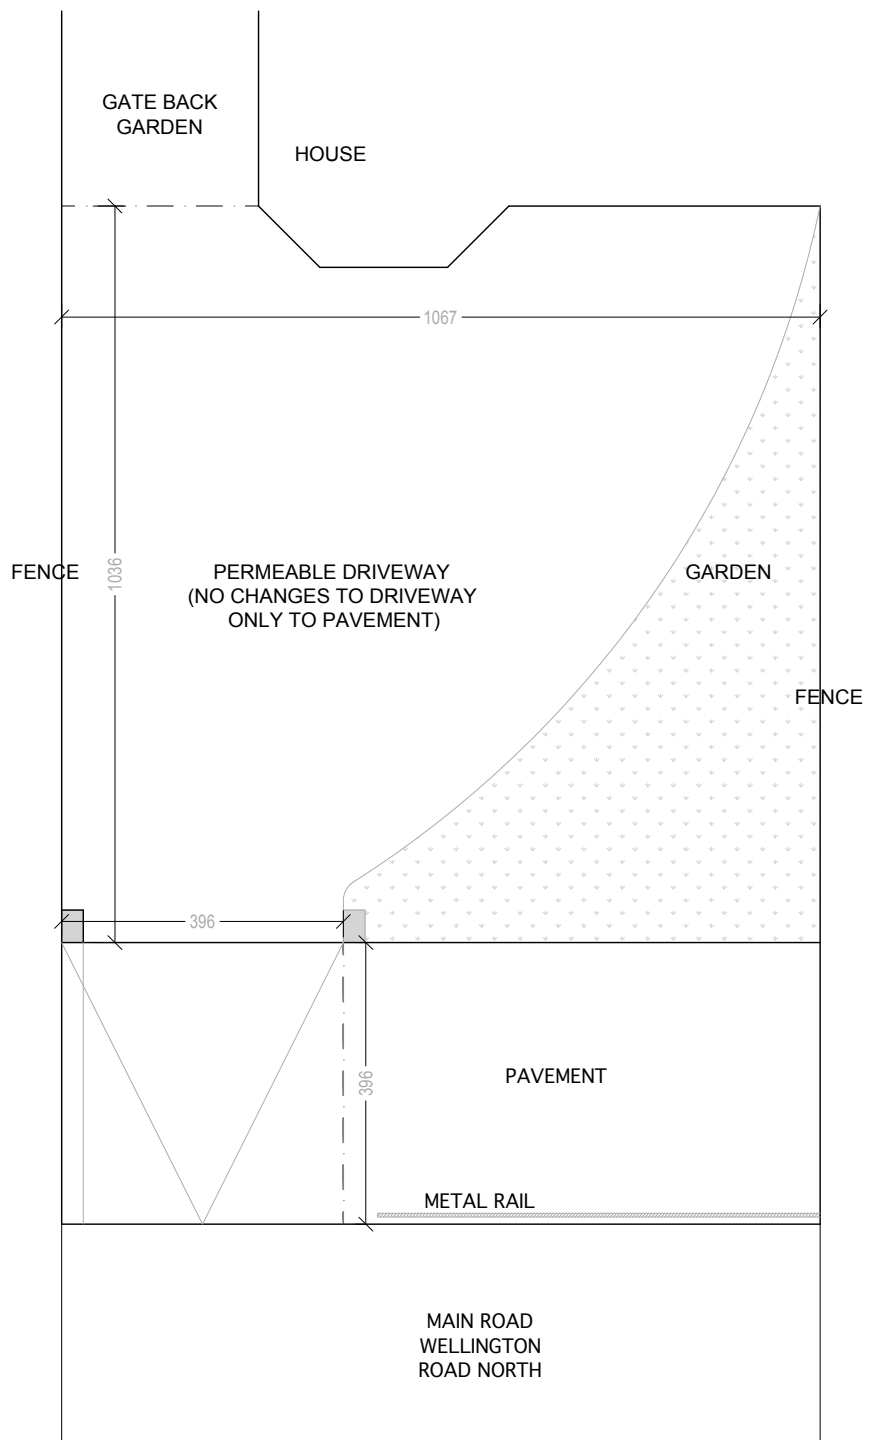 GATE BACK
GARDEN
HOUSE
1067
FENCE
1036
PERMEABLE DRIVEWAY
(NO CHANGES TO DRIVEWAY
ONLY TO PAVEMENT)
GARDEN
FENCE
396
396
PAVEMENT
METAL RAIL
MAIN ROAD
WELLINGTON
ROAD NORTH